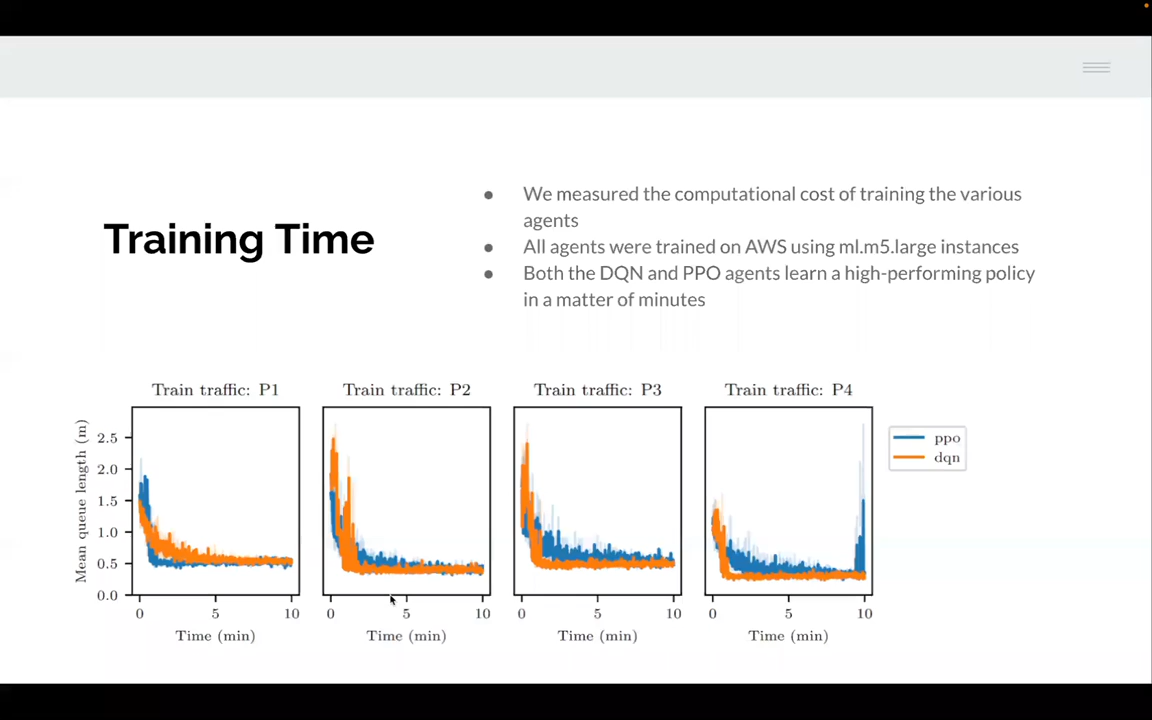 Training Time
● We measured the computational cost of training the various
agents
● All agents were trained on AWS using ml.m5.large instances
● Both the DQN and PPO agents learn a high-performing policy
in a matter of minutes
Train traffic: P1
Train traffic: P2
Train traffic: P3
Train traffic: P4
Mean queue length (m)
2.5
2.0
1.5
1.0
0.5
0.0
ppo
dqn
0 5 10
0 5 10
0 5 10
0 5 10
Time (min)
Time (min)
Time (min)
Time (min)